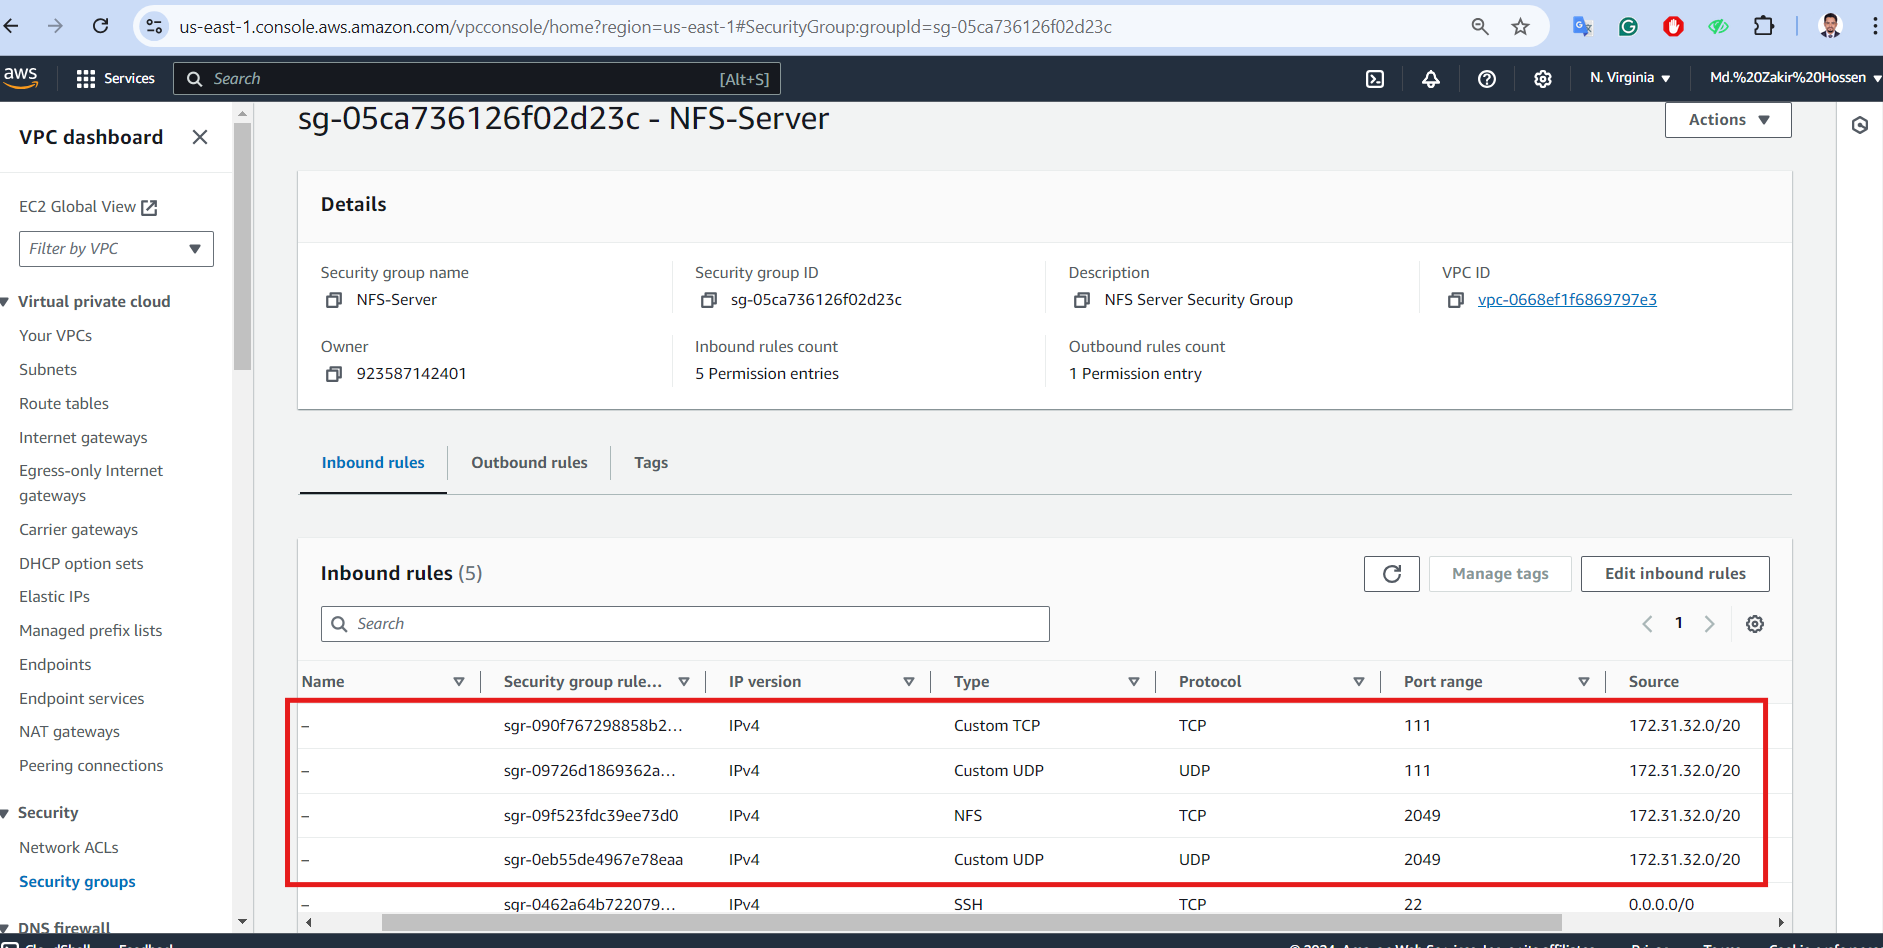 us-east-1.console.aws.amazon.com/vpcconsole/home?region=us-east-1#SecurityGroup:groupId=sg-05ca736126f02d23c
aws
Services
Search
[Alt+S]
N. Virginia
Md.%20Zakir%20Hossen
VPC dashboard
EC2 Global View
Filter by VPC
Virtual private cloud
Your VPCs
Subnets
Route tables
Internet gateways
Egress-only Internet
gateways
Carrier gateways
DHCP option sets
Elastic IPs
Managed prefix lists
Endpoints
Endpoint services
NAT gateways
Peering connections
Security
Network ACLs
Security groups
DNS firewall
sg-05ca736126f02d23c - NFS-Server
Actions
Details
Security group name
NFS-Server
Security group ID
sg-05ca736126f02d23c
Description
NFS Server Security Group
VPC ID
vpc-0668ef1f6869797e3
Owner
923587142401
Inbound rules count
5 Permission entries
Outbound rules count
1 Permission entry
Inbound rules
Outbound rules
Tags
Inbound rules (5)
Manage tags
Edit inbound rules
Search
1
Name Security group rule... IP version Type Protocol Port range Source
– sgr-090f767298858b2... IPv4 Custom TCP TCP 111 172.31.32.0/20
– sgr-09726d1869362a... IPv4 Custom UDP UDP 111 172.31.32.0/20
– sgr-09f523fdc39ee73d0 IPv4 NFS TCP 2049 172.31.32.0/20
– sgr-0eb55de4967e78eaa IPv4 Custom UDP UDP 2049 172.31.32.0/20
– sgr-0462a64b722079... IPv4 SSH TCP 22 0.0.0.0/0
CloudShell Feedback